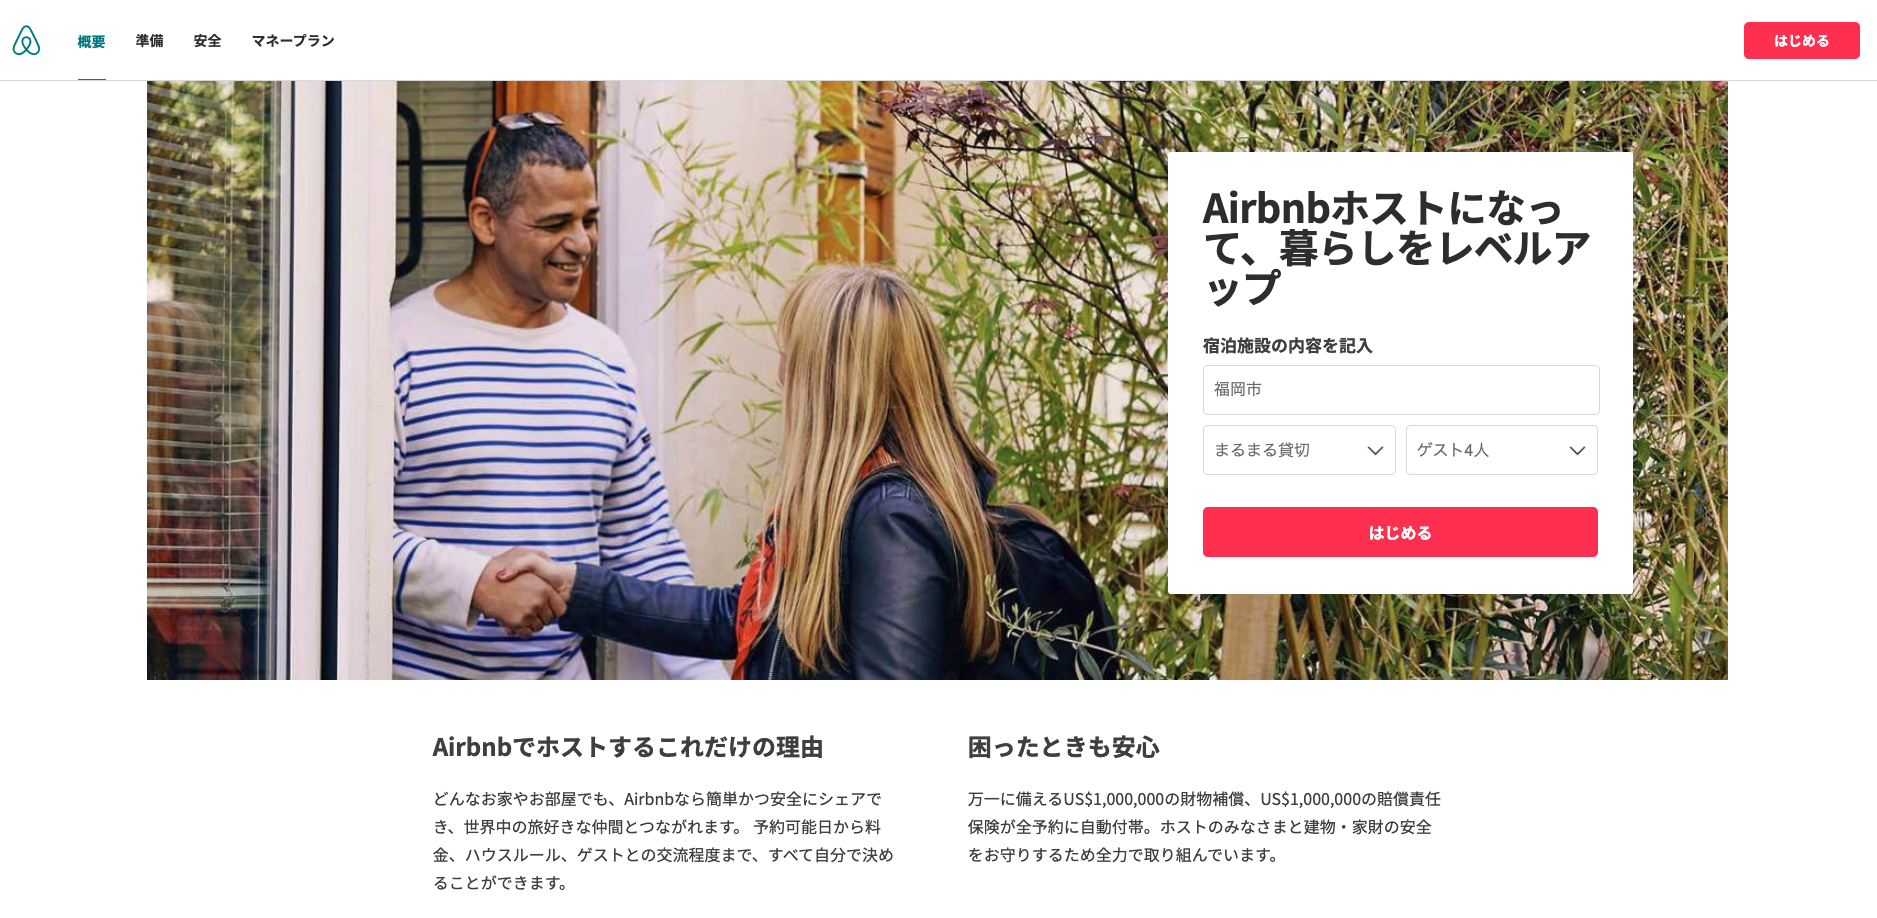 概要 準備 安全 マネープラン はじめる
Airbnbホストになっ
て、暮らしをレベルア
ップ
宿泊施設の内容を記入
福岡市
まるまる貸切 ゲスト4人
はじめる
Airbnbでホストするこれだけの理由
どんなお家やお部屋でも、Airbnbなら簡単かつ安全にシェアで
き、世界中の旅好きな仲間とつながれます。 予約可能日から料
金、ハウスルール、ゲストとの交流程度まで、すべて自分で決め
ることができます。
困ったときも安心
万一に備えるUS$1,000,000の財物補償、US$1,000,000の賠償責任
保険が全予約に自動付帯。ホストのみなさまと建物・家財の安全
をお守りするため全力で取り組んでいます。